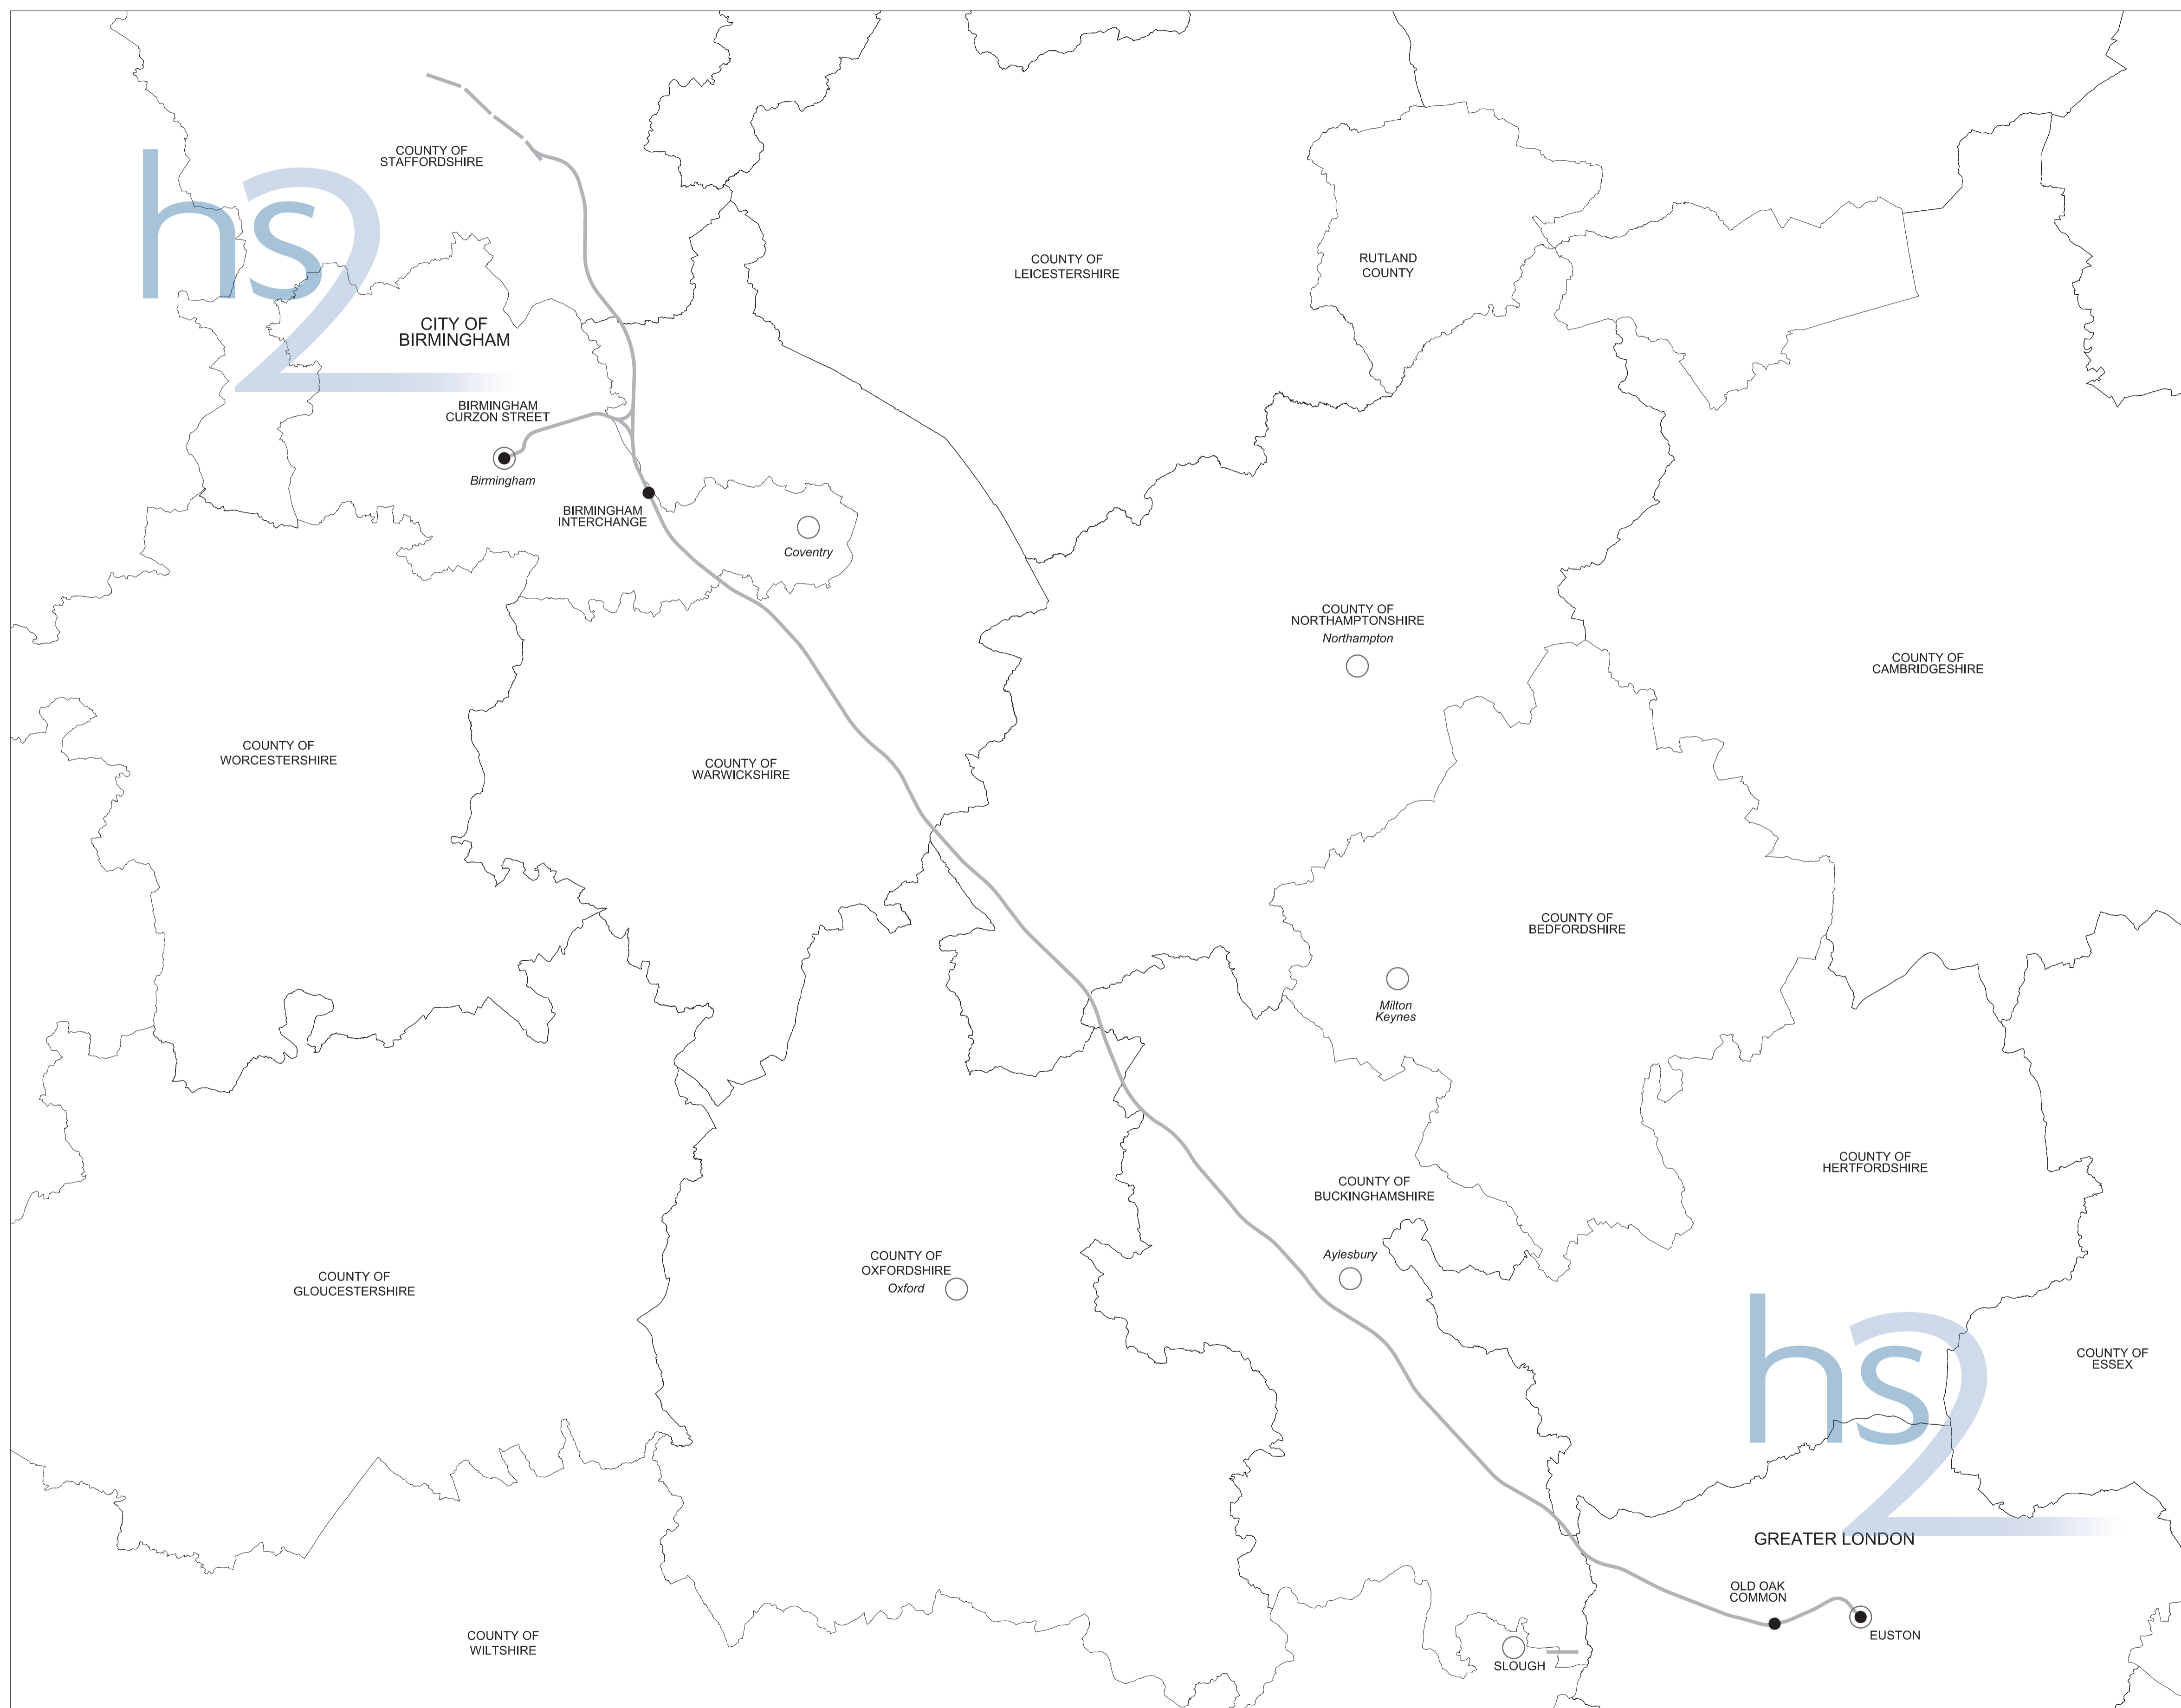 COUNTY OF
STAFFORDSHIRE
hs2
COUNTY OF
LEICESTERSHIRE
RUTLAND
COUNTY
CITY OF
BIRMINGHAM
BIRMINGHAM
CURZON STREET
Birmingham
BIRMINGHAM
INTERCHANGE
Coventry
COUNTY OF
NORTHAMPTONSHIRE
Northampton
COUNTY OF
CAMBRIDGESHIRE
COUNTY OF
WORCESTERSHIRE
COUNTY OF
WARWICKSHIRE
COUNTY OF
BEDFORDSHIRE
Milton
Keynes
COUNTY OF
HERTFORDSHIRE
COUNTY OF
BUCKINGHAMSHIRE
Aylesbury
COUNTY OF
OXFORDSHIRE
Oxford
COUNTY OF
GLOUCESTERSHIRE
hs2
COUNTY OF
ESSEX
GREATER LONDON
OLD OAK
COMMON
EUSTON
SLOUGH
COUNTY OF
WILTSHIRE